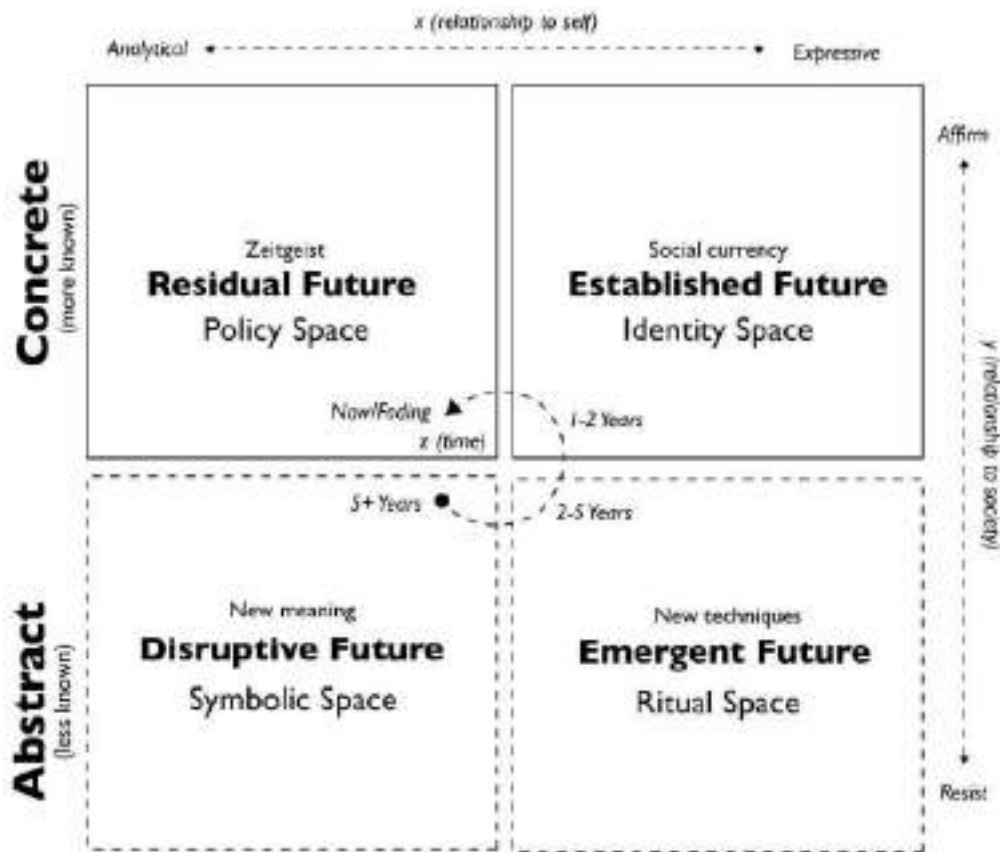 x (relationship to self)
Analytical
Expressive
Affirm
Concrete
(more known)
Zeitgeist
Residual Future
Policy Space
Social currency
Established Future
Identity Space
Now/Fading
z (time)
1-2 Years
y (relationship to society)
5+ Years
2-5 Years
Abstract
(less known)
New meaning
Disruptive Future
Symbolic Space
New techniques
Emergent Future
Ritual Space
Resist